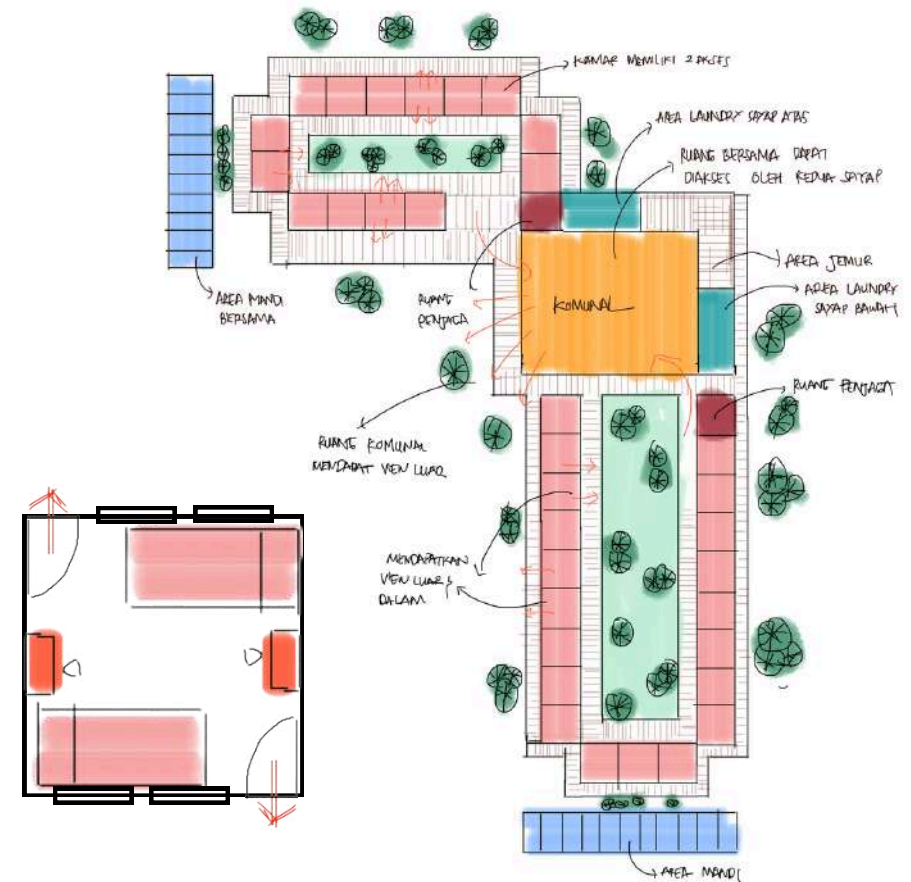 KAMAR MEMILIKI 2 AKSES
AREA LAUNDRY SAYAP ATAS
RUANG BERSAMA DAPAT
DIAKSES OLEH KEDUA SAYAP
AREA JEMUR
AREA LAUNDRY
SAYAP BAWAH
AREA MANDI
BERSAMA
RUANG
PENJAGA
KOMUNAL
RUANG PENJAGA
RUANG KOMUNAL
MENDAPAT VIEW LUAR
MENDAPATKAN
VIEW LUAR &
DALAM
AREA MANDI